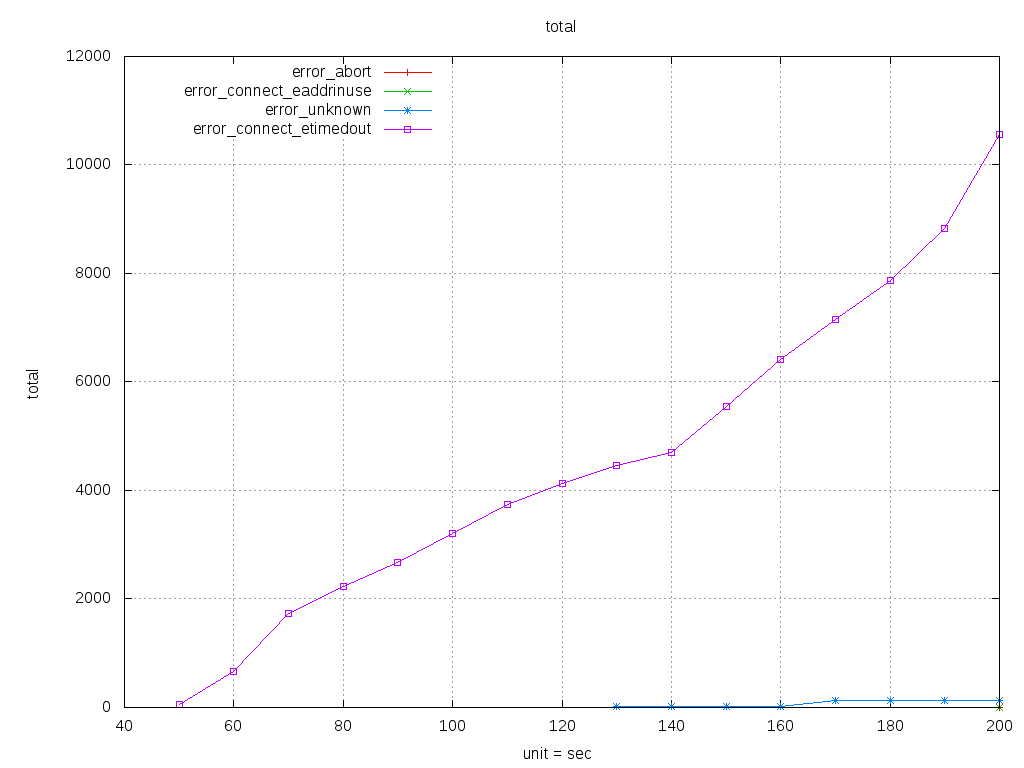 total
12000
10000
8000
6000
4000
2000
0
error_abort
error_connect_eaddrinuse
error_unknown
error_connect_etimedout
total
40 60 80 100 120 140 160 180 200
unit = sec